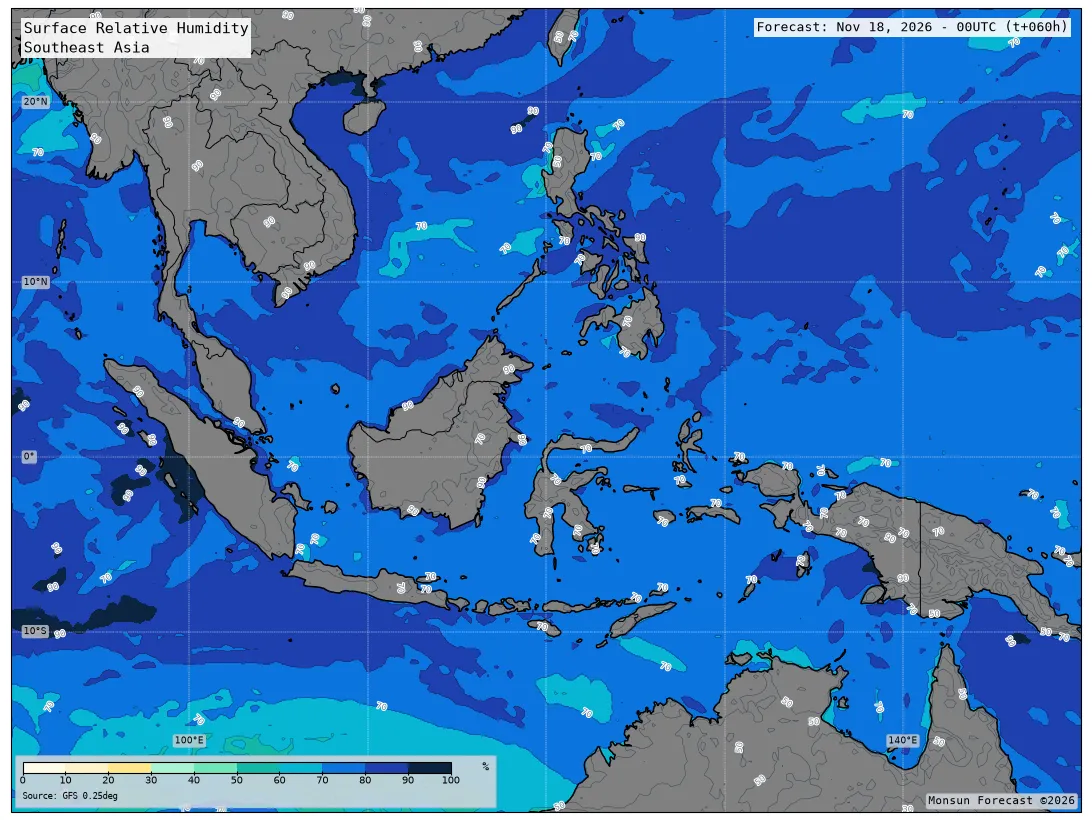 Surface Relative Humidity
Southeast Asia
Forecast: Nov 18, 2026 - 00UTC (t+060h)
20°N
10°N
0°
10°S
100°E
140°E
%
0 10 20 30 40 50 60 70 80 90 100
Source: GFS 0.25deg
Monsun Forecast ©2026